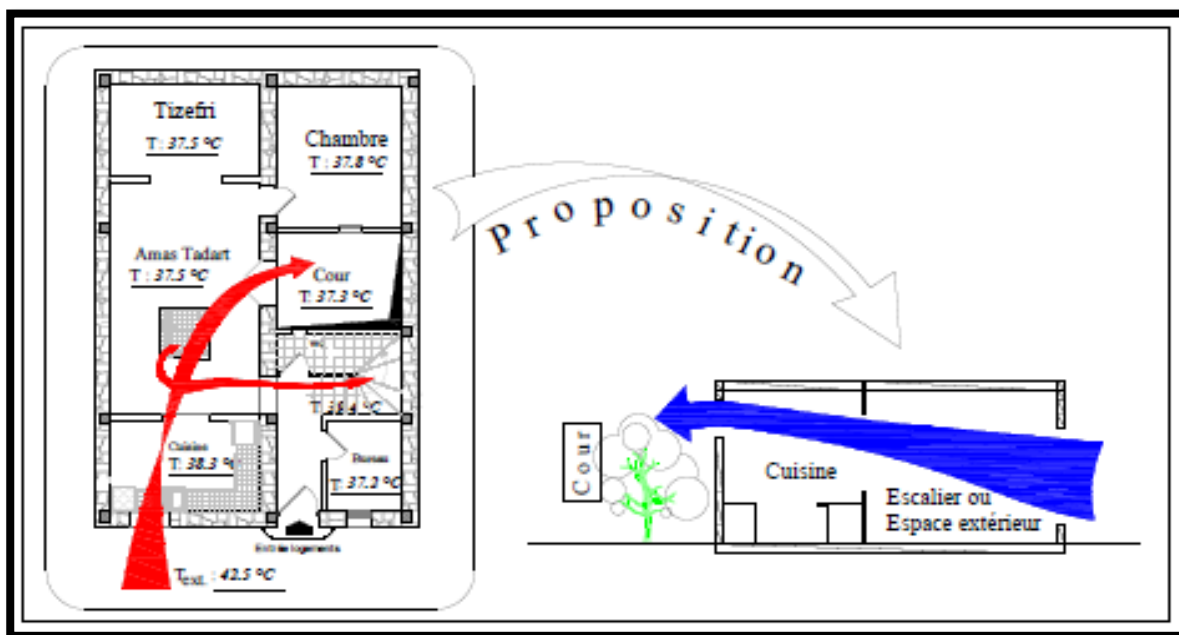 Tizefri
T : 37.5 °C
Chambre
T : 37.8 °C
Amas Tadart
T : 37.5 °C
Cour
T: 37.3 °C
WC
Cuisine
T: 38.3 °C
Bureau
T: 37.2 °C
Entrée logements
Text. : 42.5 °C
Proposition
Cour
Cuisine
Escalier ou
Espace extérieur